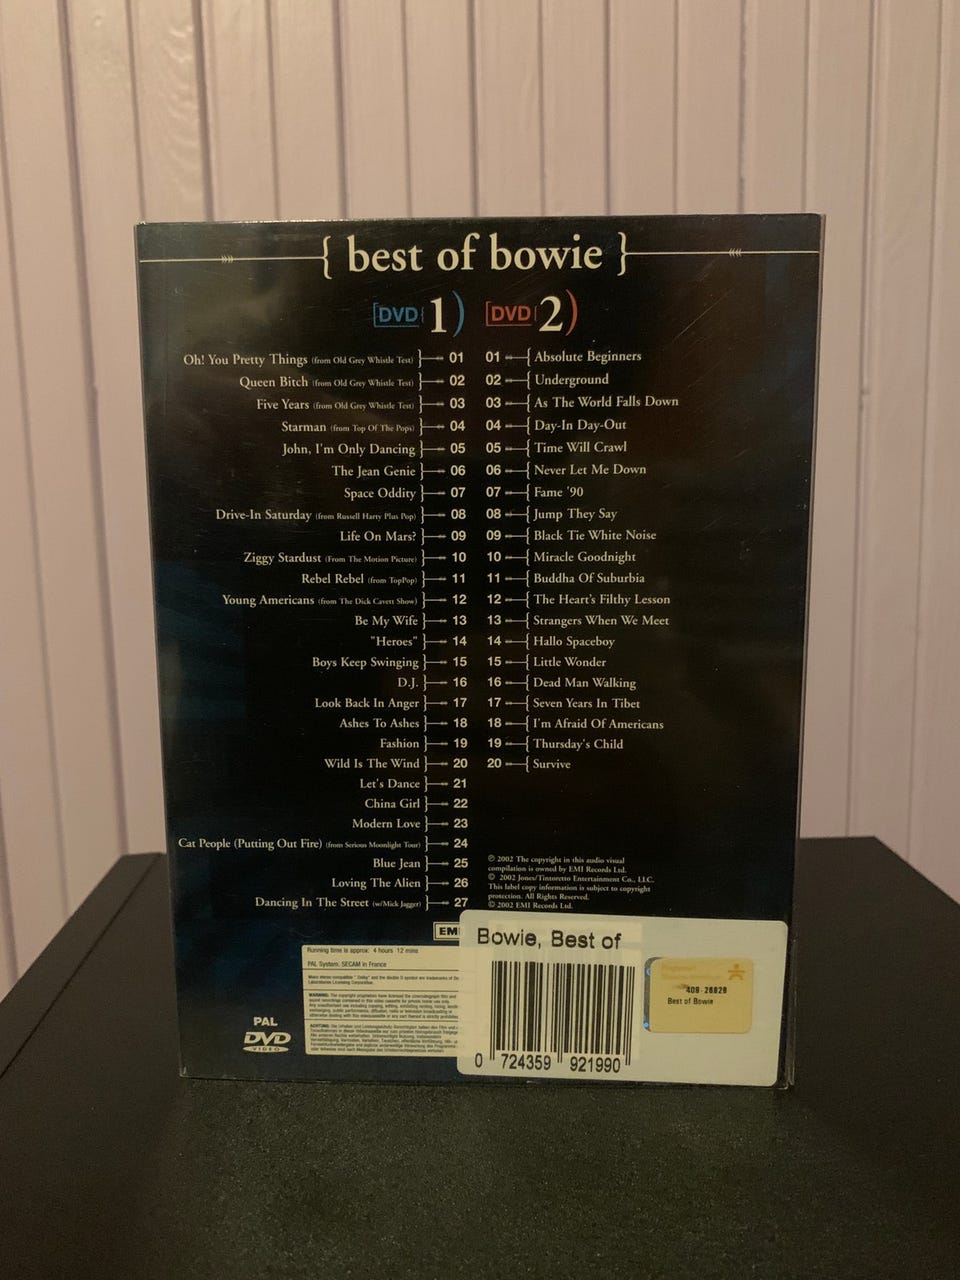 { best of bowie }
DVD 1)
Oh! You Pretty Things (from Old Grey Whistle Test) 01
Queen Bitch (from Old Grey Whistle Test) 02
Five Years (from Old Grey Whistle Test) 03
Starman (from Top Of The Pops) 04
John, I'm Only Dancing 05
The Jean Genie 06
Space Oddity 07
Drive-In Saturday (from Russell Harty Plus Pop) 08
Life On Mars? 09
Ziggy Stardust (From The Motion Picture) 10
Rebel Rebel (from TopPop) 11
Young Americans (from The Dick Cavett Show) 12
Be My Wife 13
"Heroes" 14
Boys Keep Swinging 15
D.J. 16
Look Back In Anger 17
Ashes To Ashes 18
Fashion 19
Wild Is The Wind 20
Let's Dance 21
China Girl 22
Modern Love 23
Cat People (Putting Out Fire) (from Serious Moonlight Tour) 24
Blue Jean 25
Loving The Alien 26
Dancing In The Street (w/Mick Jagger) 27
DVD 2)
01 Absolute Beginners
02 Underground
03 As The World Falls Down
04 Day-In Day-Out
05 Time Will Crawl
06 Never Let Me Down
07 Fame '90
08 Jump They Say
09 Black Tie White Noise
10 Miracle Goodnight
11 Buddha Of Suburbia
12 The Heart's Filthy Lesson
13 Strangers When We Meet
14 Hallo Spaceboy
15 Little Wonder
16 Dead Man Walking
17 Seven Years In Tibet
18 I'm Afraid Of Americans
19 Thursday's Child
20 Survive
℗ 2002 The copyright in this audio visual
compilation is owned by EMI Records Ltd.
© 2002 Jones/Tintoretto Entertainment Co., LLC.
This label copy information is subject to copyright
protection. All Rights Reserved.
© 2002 EMI Records Ltd.
EMI
Running time is approx: 4 hours 12 mins
PAL System: SECAM in France
PAL
DVD
VIDEO
Bowie, Best of
0 724359 921990
Best of Bowie